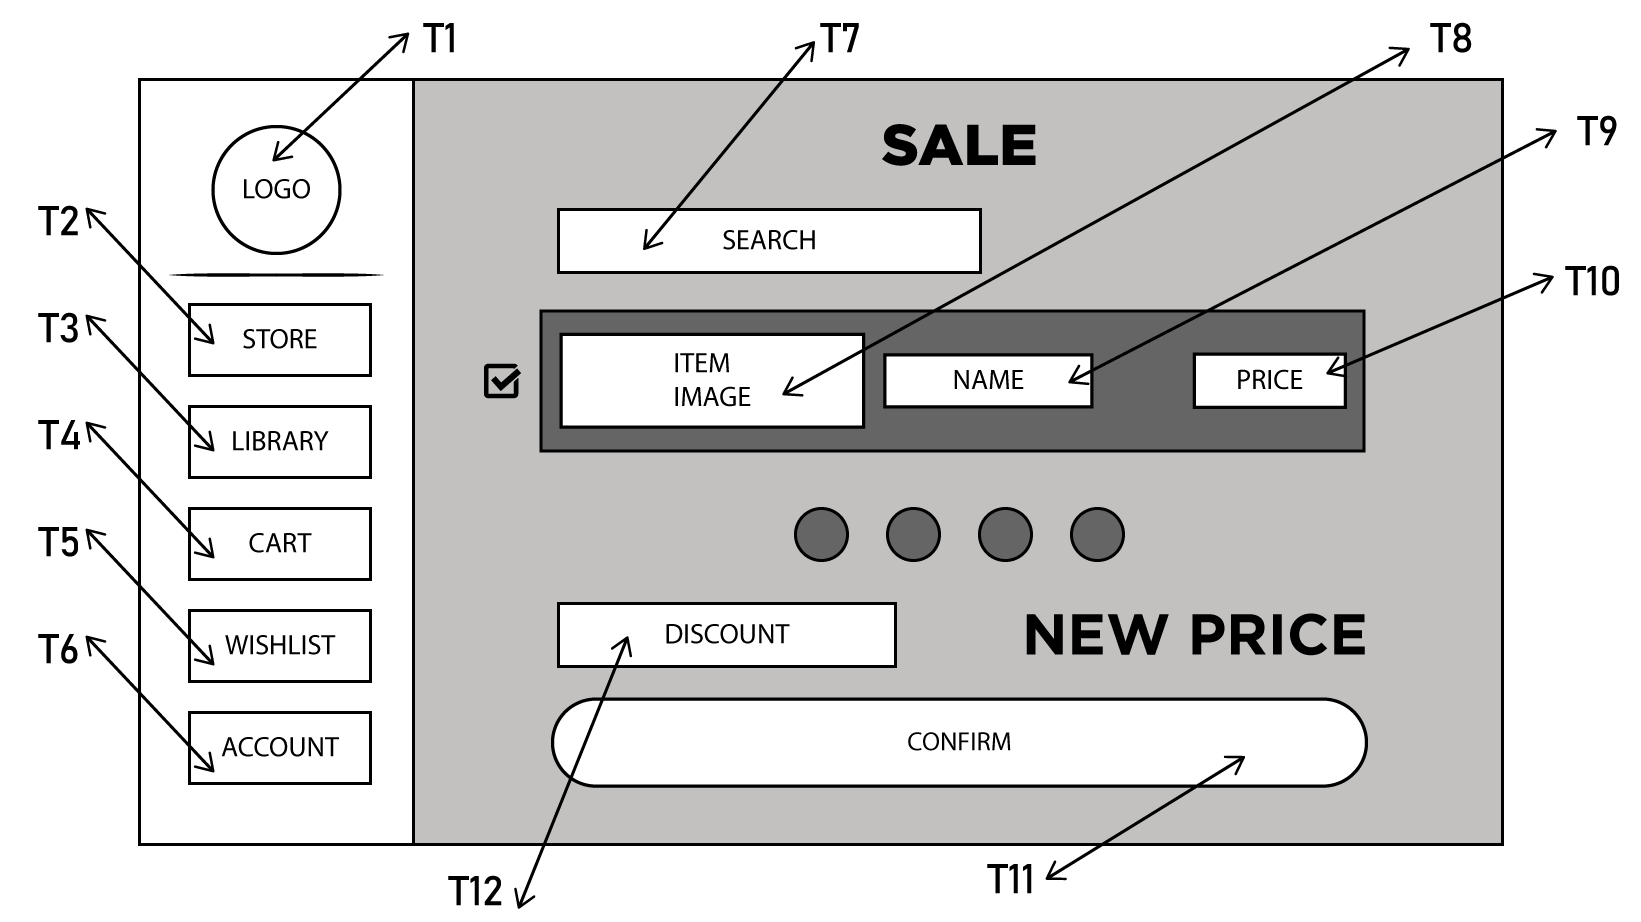 T1
T7
T8
T9
SALE
LOGO
T2
SEARCH
T10
T3
STORE
ITEM
IMAGE
NAME
PRICE
T4
LIBRARY
T5
CART
T6
WISHLIST
DISCOUNT
NEW PRICE
ACCOUNT
CONFIRM
T12
T11